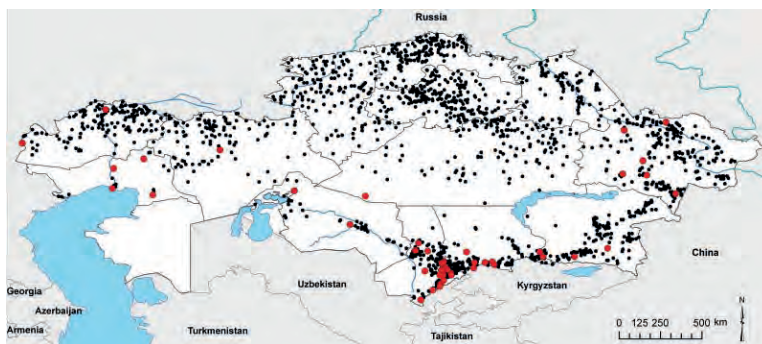 Russia
China
Uzbekistan
Kyrgyzstan
Georgia
Azerbaijan
Armenia
Turkmenistan
Tajikistan
N
0 125 250 500 km